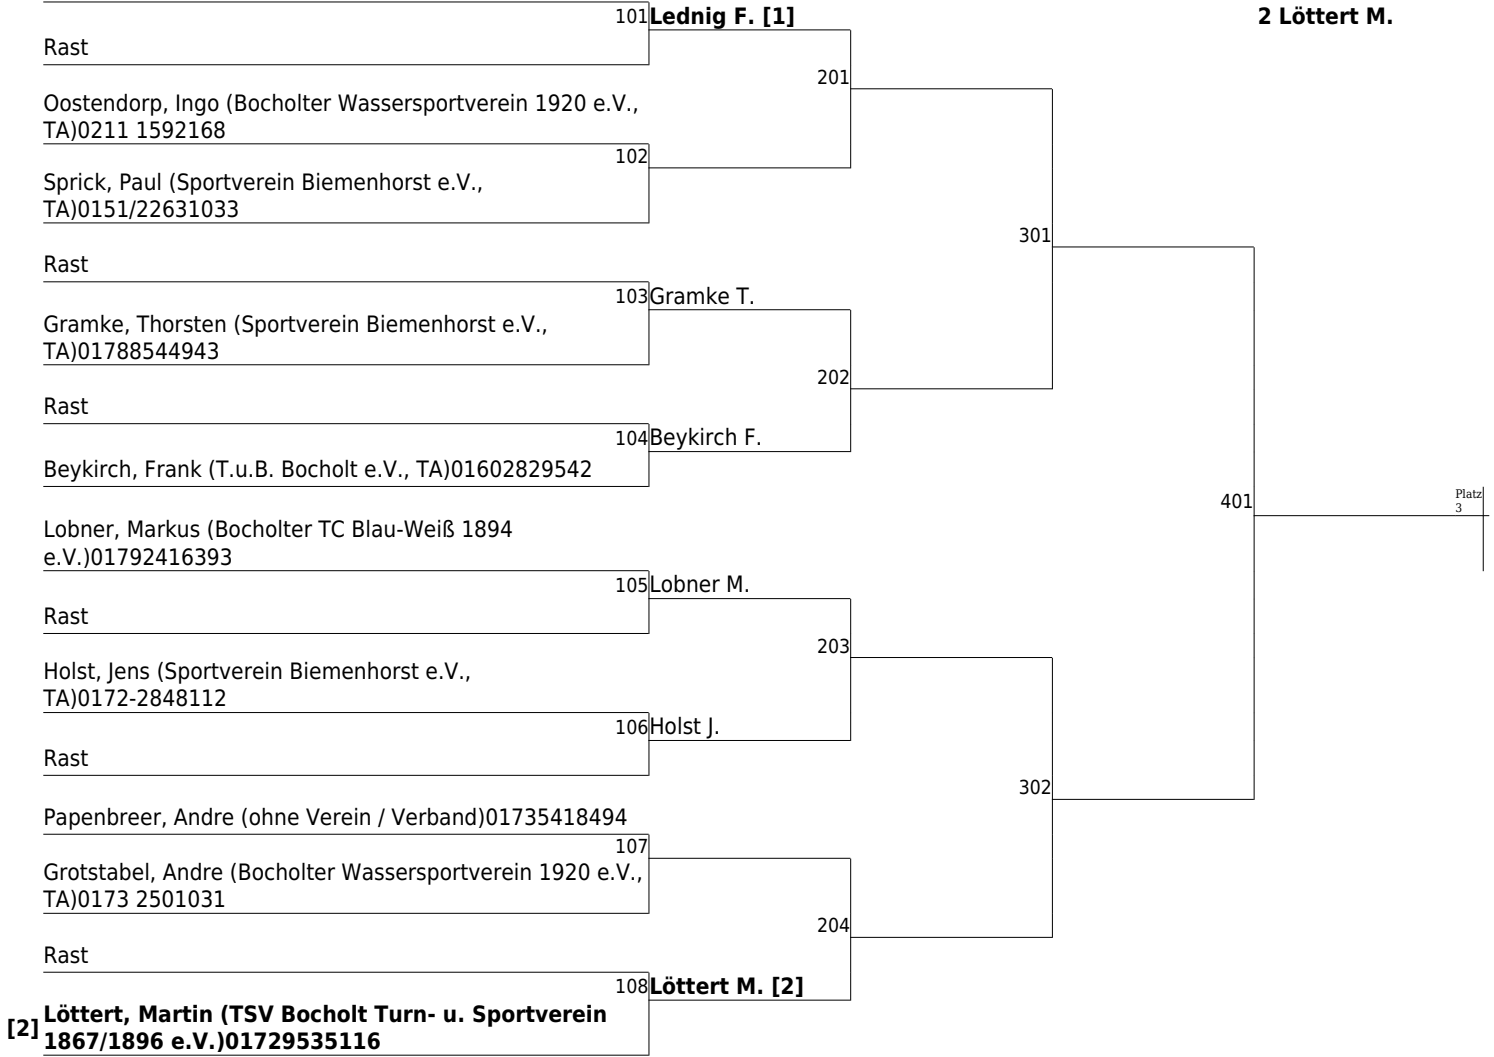 101 Lednig F. [1]
2 Löttert M.
Rast
201
Oostendorp, Ingo (Bocholter Wassersportverein 1920 e.V.,
TA)0211 1592168
102
Sprick, Paul (Sportverein Biemenhorst e.V.,
TA)0151/22631033
301
Rast
103 Gramke T.
Gramke, Thorsten (Sportverein Biemenhorst e.V.,
TA)01788544943
202
Rast
104 Beykirch F.
Beykirch, Frank (T.u.B. Bocholt e.V., TA)01602829542
401
Platz
3
Lobner, Markus (Bocholter TC Blau-Weiß 1894
e.V.)01792416393
105 Lobner M.
Rast
203
Holst, Jens (Sportverein Biemenhorst e.V.,
TA)0172-2848112
106 Holst J.
Rast
302
Papenbreer, Andre (ohne Verein / Verband)01735418494
107
Grotstabel, Andre (Bocholter Wassersportverein 1920 e.V.,
TA)0173 2501031
204
Rast
108 Löttert M. [2]
[2] Löttert, Martin (TSV Bocholt Turn- u. Sportverein
1867/1896 e.V.)01729535116